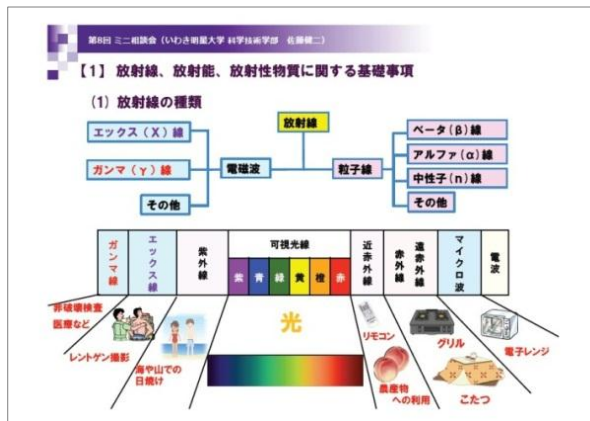 第8回 ミニ相談会（いわき明星大学 科学技術学部 佐藤健二）
【1】 放射線、放射能、放射性物質に関する基礎事項
（1）放射線の種類
放射線
エックス（X）線
ガンマ（γ）線
その他
電磁波
粒子線
ベータ（β）線
アルファ（α）線
中性子（n）線
その他
ガンマ線
エックス線
紫外線
可視光線
紫
青
緑
黄
橙
赤
近赤外線
赤外線
遠赤外線
マイクロ波
電波
非破壊検査
医療など
レントゲン撮影
海や山での
日焼け
光
リモコン
農産物
への利用
グリル
こたつ
電子レンジ